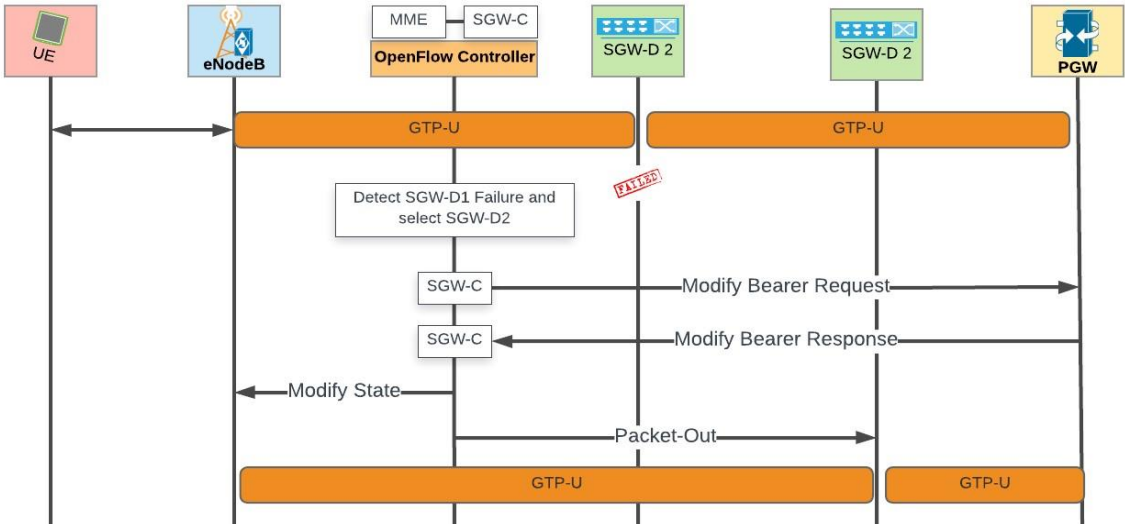 UE
eNodeB
MME
SGW-C
OpenFlow Controller
SGW-D 2
SGW-D 2
PGW
GTP-U
GTP-U
FAILED
Detect SGW-D1 Failure and
select SGW-D2
SGW-C
Modify Bearer Request
SGW-C
Modify Bearer Response
Modify State
Packet-Out
GTP-U
GTP-U